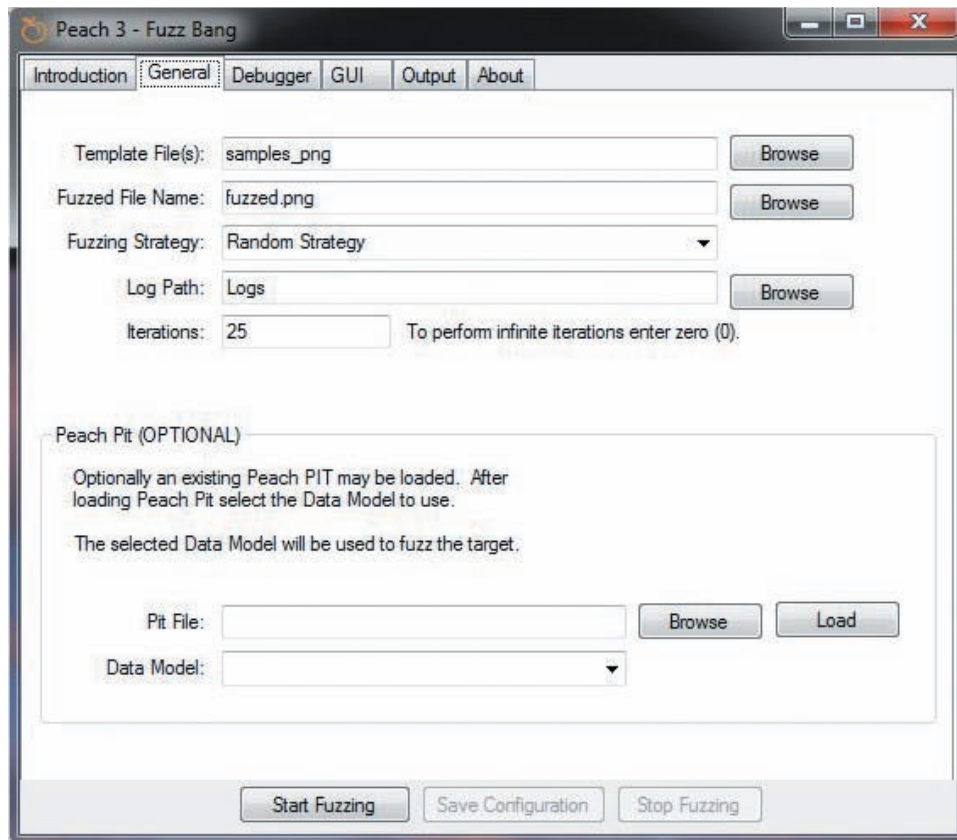 Peach 3 - Fuzz Bang
Introduction General Debugger GUI Output About
Template File(s): samples_png Browse
Fuzzed File Name: fuzzed.png Browse
Fuzzing Strategy: Random Strategy
Log Path: Logs Browse
Iterations: 25 To perform infinite iterations enter zero (0).
Peach Pit (OPTIONAL)
Optionally an existing Peach PIT may be loaded. After
loading Peach Pit select the Data Model to use.
The selected Data Model will be used to fuzz the target.
Pit File: Browse Load
Data Model:
Start Fuzzing Save Configuration Stop Fuzzing